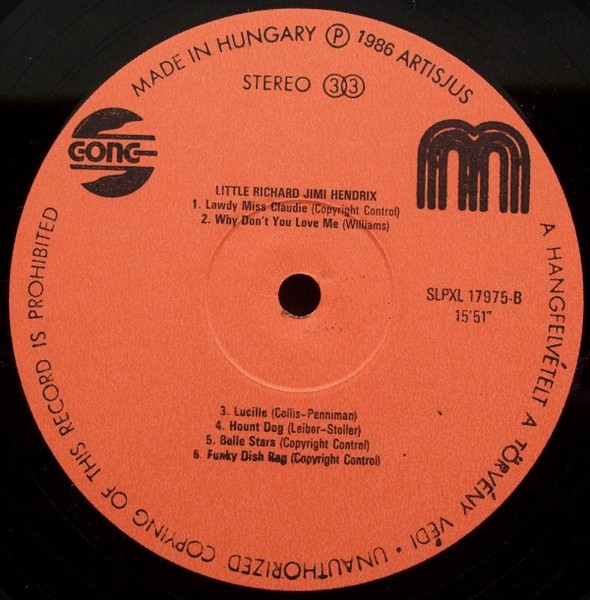 MADE IN HUNGARY Ⓟ 1986 ARTISJUS
STEREO 33
GONG
LITTLE RICHARD JIMI HENDRIX
1. Lawdy Miss Claudie (Copyright Control)
2. Why Don't You Love Me (Williams)
SLPXL 17975-B
15'51"
3. Lucille (Collis-Penniman)
4. Hount Dog (Leiber-Stoller)
5. Belle Stars (Copyright Control)
6. Funky Dish Rag (Copyright Control)
A HANGFELVÉTELT A TÖRVÉNY VÉDI · UNAUTHORIZED COPYING OF THIS RECORD IS PROHIBITED